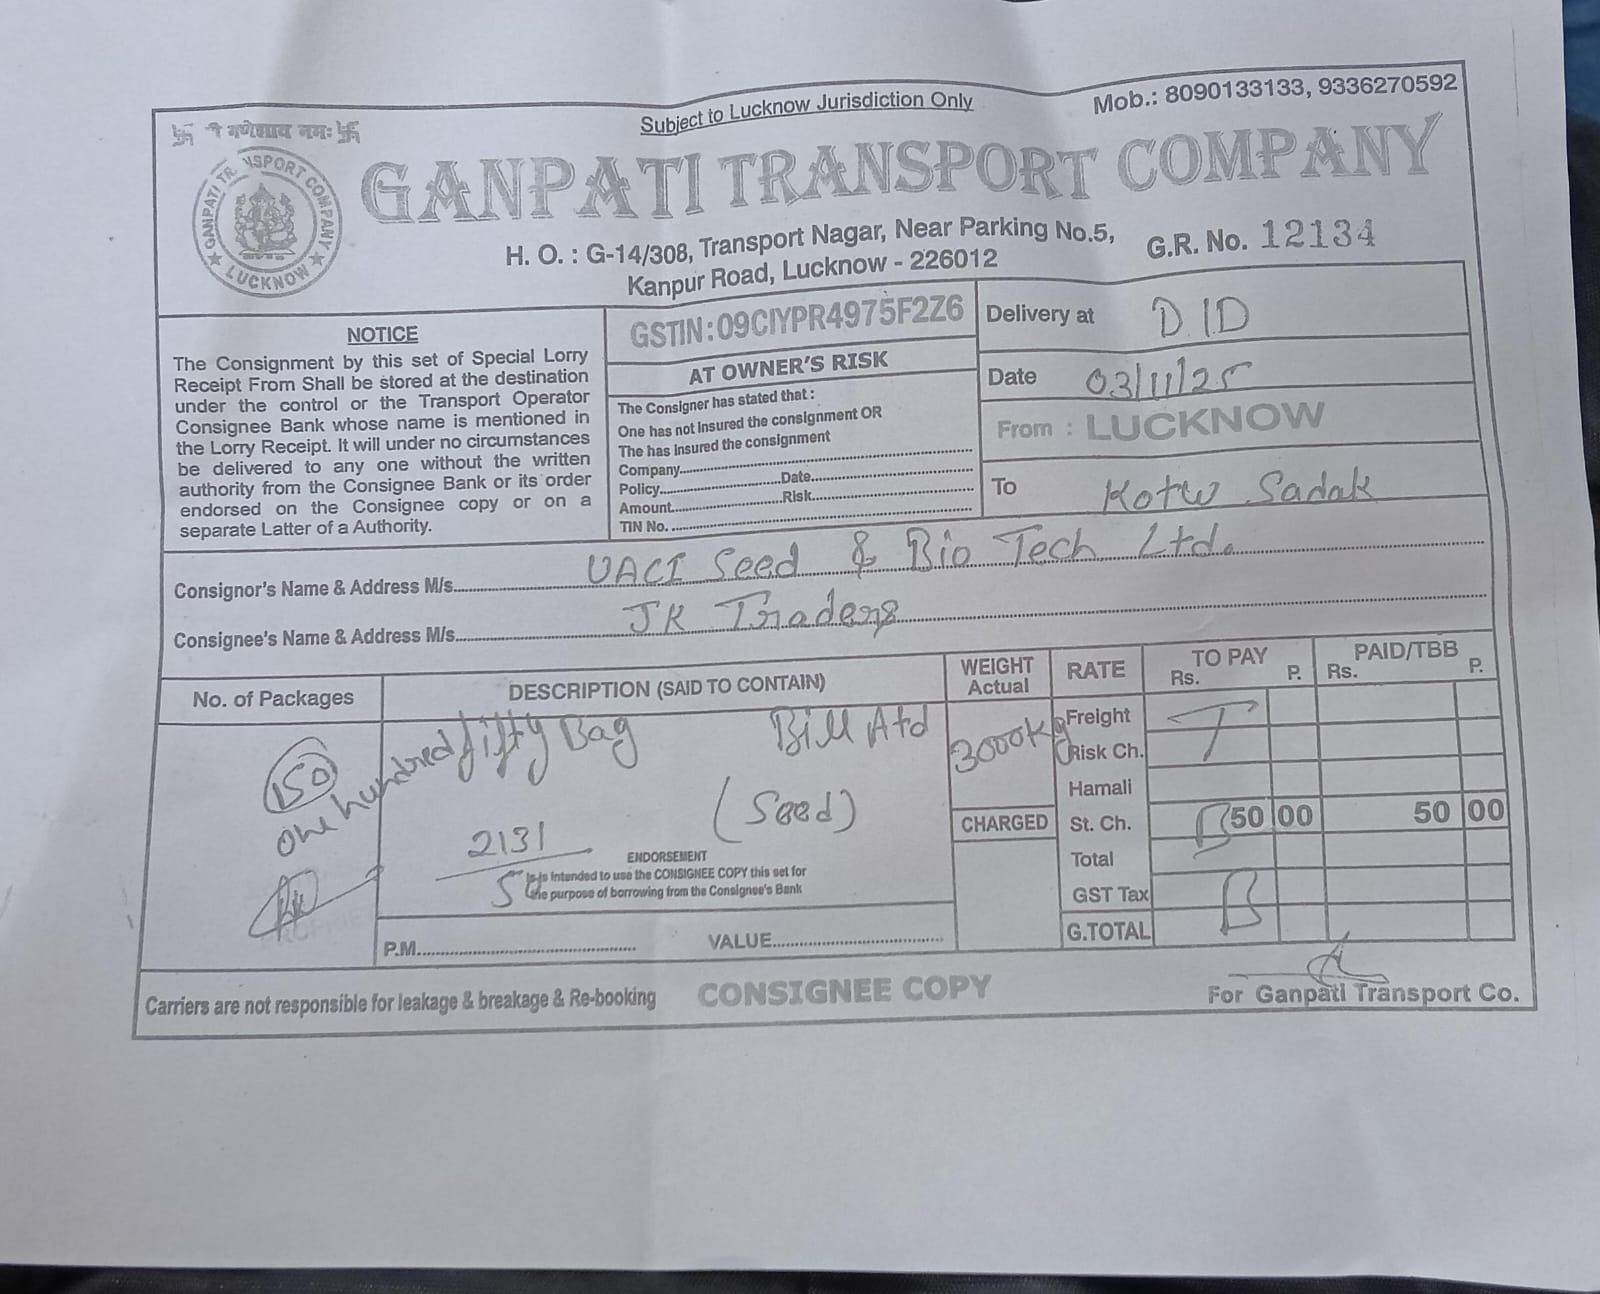 Subject to Lucknow Jurisdiction Only
Mob.: 8090133133, 9336270592
卐 श्री गणेशाय नमः 卐
GANPATI TRANSPORT COMPANY
GANPATI TR NSPORT COMPANY ★ LUCKNOW ★
H. O. : G-14/308, Transport Nagar, Near Parking No.5,
Kanpur Road, Lucknow - 226012
G.R. No. 12134
NOTICE
The Consignment by this set of Special Lorry
Receipt From Shall be stored at the destination
under the control or the Transport Operator
Consignee Bank whose name is mentioned in
the Lorry Receipt. It will under no circumstances
be delivered to any one without the written
authority from the Consignee Bank or its order
endorsed on the Consignee copy or on a
separate Latter of a Authority.
GSTIN:09CIYPR4975F2Z6
AT OWNER'S RISK
The Consigner has stated that :
One has not Insured the consignment OR
The has Insured the consignment
Company
Policy Date
Amount Risk
TIN No.
Delivery at D.I.D
Date 03/11/25
From : LUCKNOW
To Kotw Sadak
Consignor's Name & Address M/s UACI Seed & Bio Tech Ltd.
Consignee's Name & Address M/s JK Traders
No. of Packages DESCRIPTION (SAID TO CONTAIN) WEIGHT Actual RATE TO PAY Rs. P. PAID/TBB Rs. P.
150 one hundred fifty Bag Bill Atd 3000Kg
(Seed)
2131
Freight T
Risk Ch.
Hamali
CHARGED St. Ch. B 50 00 50 00
Total
GST Tax B
G.TOTAL
ENDORSEMENT
It is Intended to use the CONSIGNEE COPY this set for
the purpose of borrowing from the Consignee's Bank
P.M. VALUE
Carriers are not responsible for leakage & breakage & Re-booking
CONSIGNEE COPY
For Ganpati Transport Co.